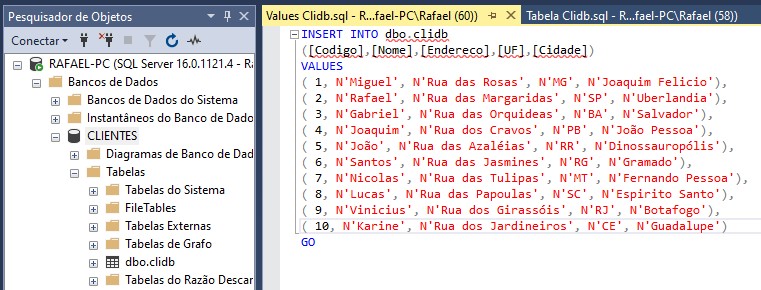 Pesquisador de Objetos
Conectar
RAFAEL-PC (SQL Server 16.0.1121.4 - Ra
Bancos de Dados
Bancos de Dados do Sistema
Instantâneos do Banco de Dado
CLIENTES
Diagramas de Banco de Dad
Tabelas
Tabelas do Sistema
FileTables
Tabelas Externas
Tabelas de Grafo
dbo.clidb
Tabelas do Razão Descar
Values Clidb.sql - R...fael-PC\Rafael (60))
Tabela Clidb.sql - R...fael-PC\Rafael (58))
INSERT INTO dbo.clidb
([Codigo],[Nome],[Endereco],[UF],[Cidade])
VALUES
( 1, N'Miguel', N'Rua das Rosas', N'MG', N'Joaquim Felicio'),
( 2, N'Rafael', N'Rua das Margaridas', N'SP', N'Uberlandia'),
( 3, N'Gabriel', N'Rua das Orquideas', N'BA', N'Salvador'),
( 4, N'Joaquim', N'Rua dos Cravos', N'PB', N'João Pessoa'),
( 5, N'João', N'Rua das Azaléias', N'RR', N'Dinossauropólis'),
( 6, N'Santos', N'Rua das Jasmines', N'RG', N'Gramado'),
( 7, N'Nicolas', N'Rua das Tulipas', N'MT', N'Fernando Pessoa'),
( 8, N'Lucas', N'Rua das Papoulas', N'SC', N'Espirito Santo'),
( 9, N'Vinicius', N'Rua dos Girassóis', N'RJ', N'Botafogo'),
( 10, N'Karine', N'Rua dos Jardineiros', N'CE', N'Guadalupe')
GO